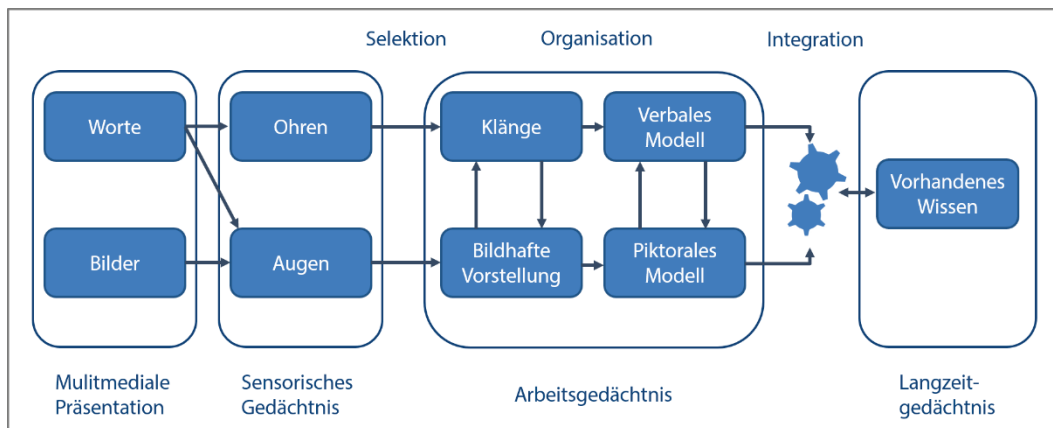 Selektion
Organisation
Integration
Worte
Ohren
Klänge
Verbales
Modell
Vorhandenes
Wissen
Bilder
Augen
Bildhafte
Vorstellung
Piktorales
Modell
Mulitmediale
Präsentation
Sensorisches
Gedächtnis
Arbeitsgedächtnis
Langzeit-
gedächtnis